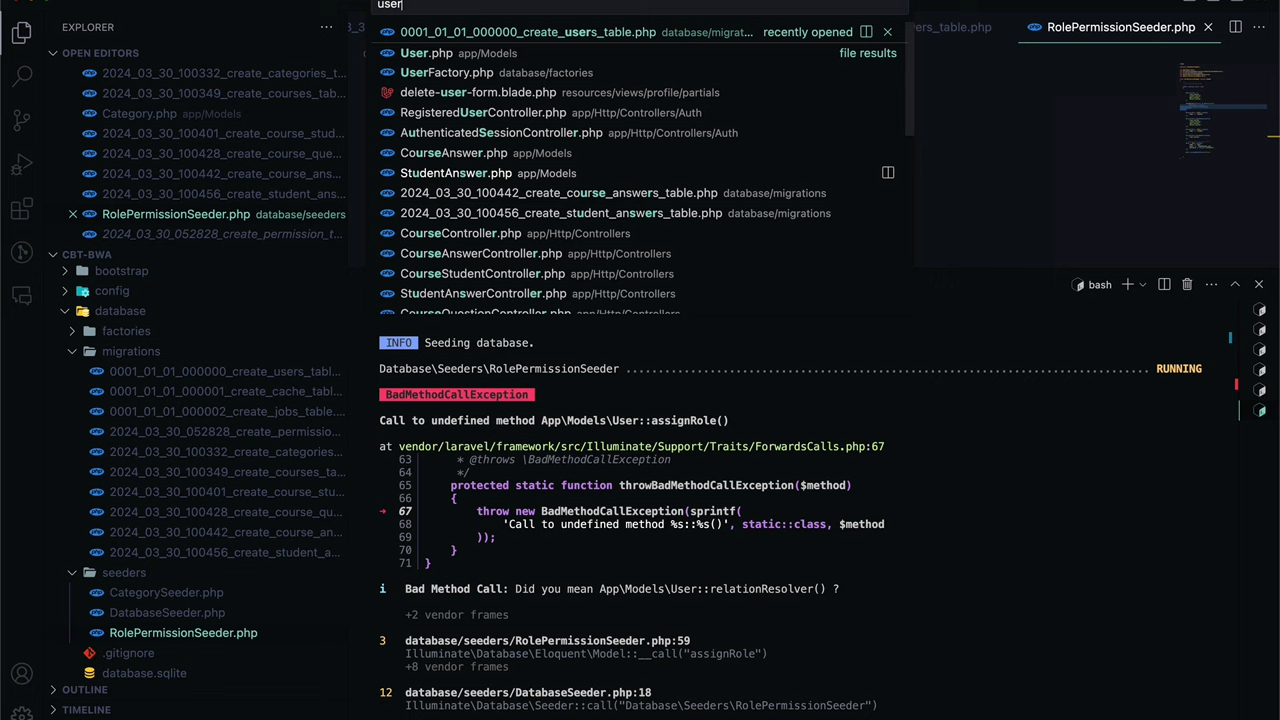 user
EXPLORER
OPEN EDITORS
2024_03_30_100332_create_categories_t...
2024_03_30_100349_create_courses_tab...
Category.php app/Models
2024_03_30_100401_create_course_stud...
2024_03_30_100428_create_course_que...
2024_03_30_100442_create_course_ans...
2024_03_30_100456_create_student_ans...
RolePermissionSeeder.php database/seeders
2024_03_30_052828_create_permission_t...
CBT-BWA
bootstrap
config
database
factories
migrations
0001_01_01_000000_create_users_tabl...
0001_01_01_000001_create_cache_tabl...
0001_01_01_000002_create_jobs_table....
2024_03_30_052828_create_permissio...
2024_03_30_100332_create_categories...
2024_03_30_100349_create_courses_ta...
2024_03_30_100401_create_course_stu...
2024_03_30_100428_create_course_qu...
2024_03_30_100442_create_course_an...
2024_03_30_100456_create_student_a...
seeders
CategorySeeder.php
DatabaseSeeder.php
RolePermissionSeeder.php
.gitignore
database.sqlite
OUTLINE
TIMELINE
0001_01_01_000000_create_users_table.php database/migrat... recently opened
User.php app/Models file results
UserFactory.php database/factories
delete-user-form.blade.php resources/views/profile/partials
RegisteredUserController.php app/Http/Controllers/Auth
AuthenticatedSessionController.php app/Http/Controllers/Auth
CourseAnswer.php app/Models
StudentAnswer.php app/Models
2024_03_30_100442_create_course_answers_table.php database/migrations
2024_03_30_100456_create_student_answers_table.php database/migrations
CourseController.php app/Http/Controllers
CourseAnswerController.php app/Http/Controllers
CourseStudentController.php app/Http/Controllers
StudentAnswerController.php app/Http/Controllers
CourseQuestionController.php app/Http/Controllers
ers_table.php
RolePermissionSeeder.php
bash
INFO Seeding database.
Database\Seeders\RolePermissionSeeder ................................................................................ RUNNING
BadMethodCallException
Call to undefined method App\Models\User::assignRole()
at vendor/laravel/framework/src/Illuminate/Support/Traits/ForwardsCalls.php:67
63 * @throws \BadMethodCallException
64 */
65 protected static function throwBadMethodCallException($method)
66 {
67 throw new BadMethodCallException(sprintf(
68 'Call to undefined method %s::%s()', static::class, $method
69 ));
70 }
71 }
i Bad Method Call: Did you mean App\Models\User::relationResolver() ?
+2 vendor frames
3 database/seeders/RolePermissionSeeder.php:59
Illuminate\Database\Eloquent\Model::__call("assignRole")
+8 vendor frames
12 database/seeders/DatabaseSeeder.php:18
Illuminate\Database\Seeder::call("Database\Seeders\RolePermissionSeeder")